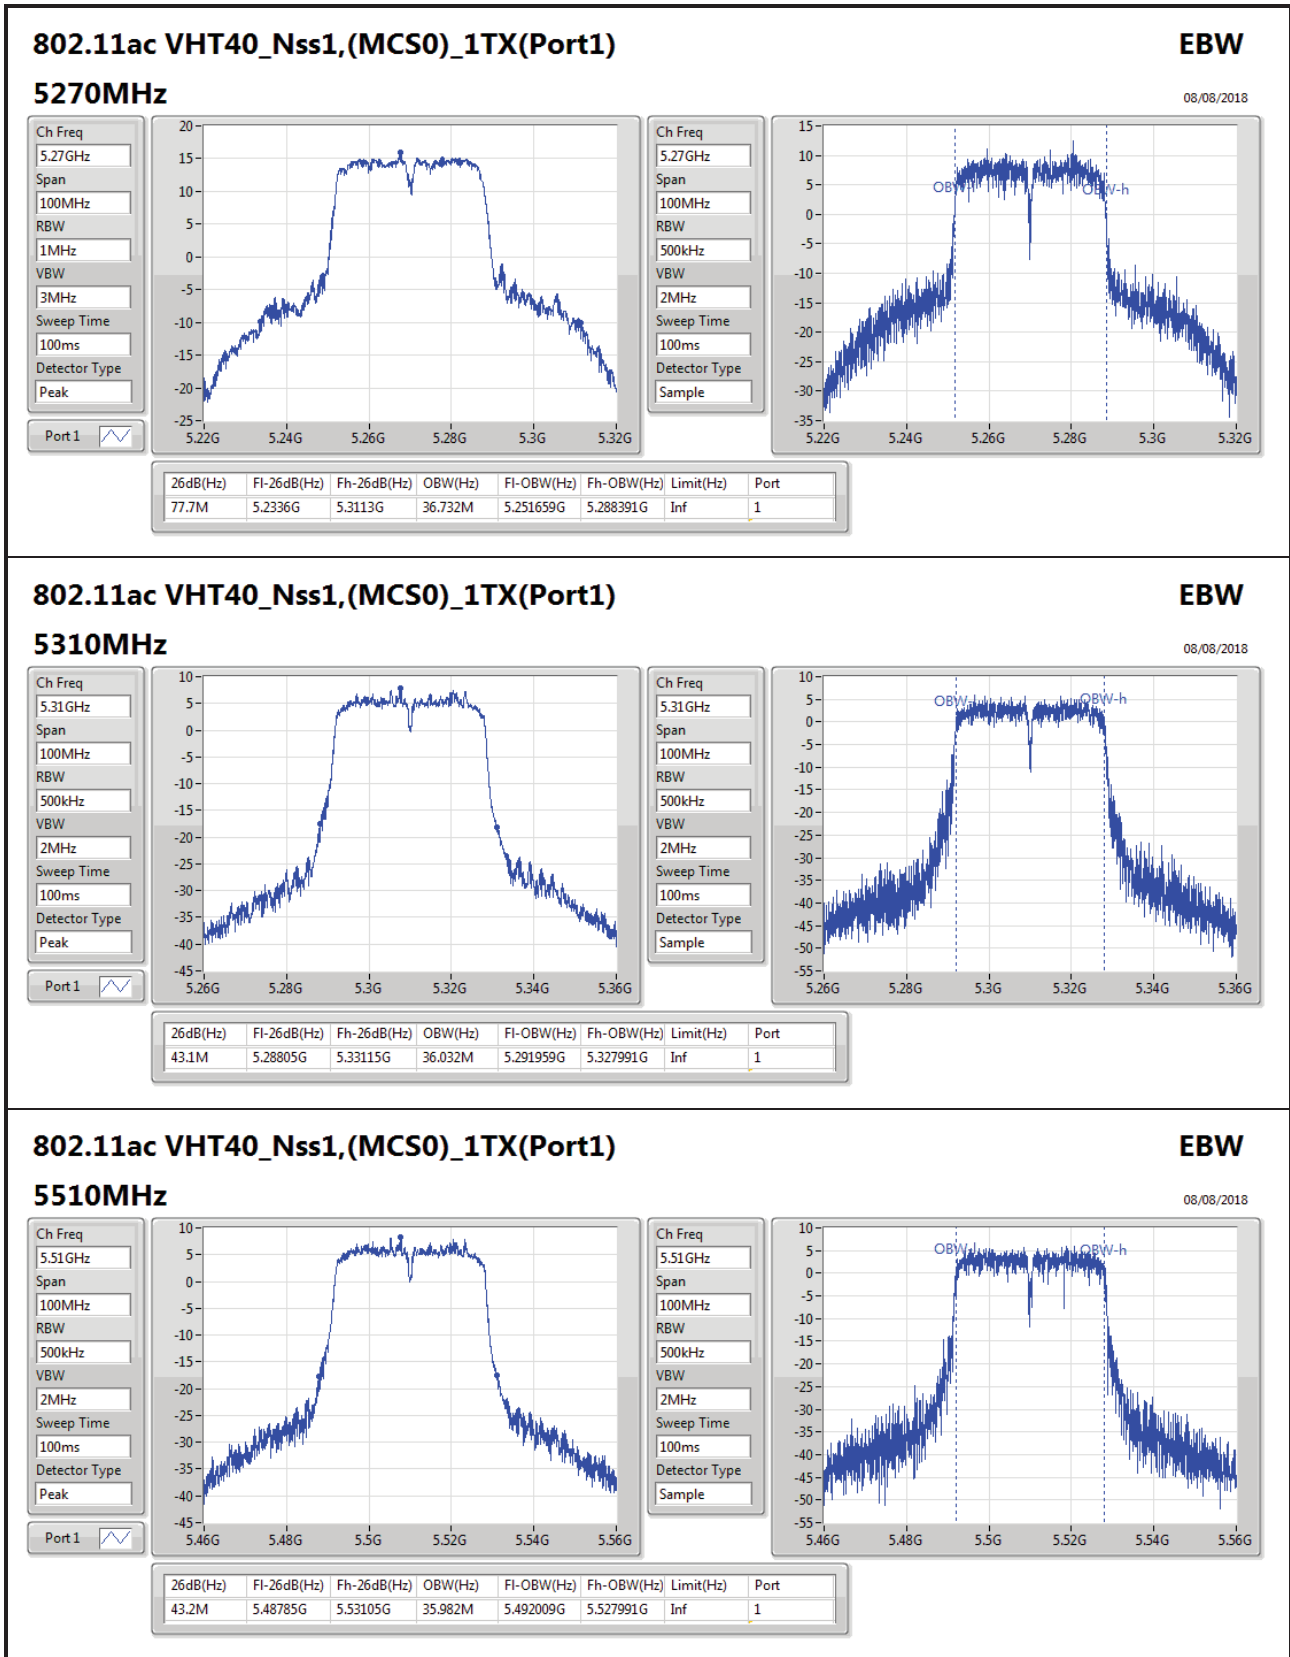 802.11ac VHT40_Nss1,(MCS0)_1TX(Port1) EBW
5270MHz 08/08/2018
Ch Freq
5.27GHz
Span
100MHz
RBW
1MHz
VBW
3MHz
Sweep Time
100ms
Detector Type
Peak
Port 1
20
15
10
5
0
-5
-10
-15
-20
-25
5.22G 5.24G 5.26G 5.28G 5.3G 5.32G
Ch Freq
5.27GHz
Span
100MHz
RBW
500kHz
VBW
2MHz
Sweep Time
100ms
Detector Type
Sample
15
10
5
0
-5
-10
-15
-20
-25
-30
-35
OBW-h
5.22G 5.24G 5.26G 5.28G 5.3G 5.32G
26dB(Hz) Fl-26dB(Hz) Fh-26dB(Hz) OBW(Hz) Fl-OBW(Hz) Fh-OBW(Hz) Limit(Hz) Port
77.7M 5.2336G 5.3113G 36.732M 5.251659G 5.288391G Inf 1
802.11ac VHT40_Nss1,(MCS0)_1TX(Port1) EBW
5310MHz 08/08/2018
Ch Freq
5.31GHz
Span
100MHz
RBW
500kHz
VBW
2MHz
Sweep Time
100ms
Detector Type
Peak
Port 1
10
5
0
-5
-10
-15
-20
-25
-30
-35
-40
-45
5.26G 5.28G 5.3G 5.32G 5.34G 5.36G
Ch Freq
5.31GHz
Span
100MHz
RBW
500kHz
VBW
2MHz
Sweep Time
100ms
Detector Type
Sample
10
5
0
-5
-10
-15
-20
-25
-30
-35
-40
-45
-50
-55
OBW-h
5.26G 5.28G 5.3G 5.32G 5.34G 5.36G
26dB(Hz) Fl-26dB(Hz) Fh-26dB(Hz) OBW(Hz) Fl-OBW(Hz) Fh-OBW(Hz) Limit(Hz) Port
43.1M 5.28805G 5.33115G 36.032M 5.291959G 5.327991G Inf 1
802.11ac VHT40_Nss1,(MCS0)_1TX(Port1) EBW
5510MHz 08/08/2018
Ch Freq
5.51GHz
Span
100MHz
RBW
500kHz
VBW
2MHz
Sweep Time
100ms
Detector Type
Peak
Port 1
10
5
0
-5
-10
-15
-20
-25
-30
-35
-40
-45
5.46G 5.48G 5.5G 5.52G 5.54G 5.56G
Ch Freq
5.51GHz
Span
100MHz
RBW
500kHz
VBW
2MHz
Sweep Time
100ms
Detector Type
Sample
10
5
0
-5
-10
-15
-20
-25
-30
-35
-40
-45
-50
-55
OBW-h
5.46G 5.48G 5.5G 5.52G 5.54G 5.56G
26dB(Hz) Fl-26dB(Hz) Fh-26dB(Hz) OBW(Hz) Fl-OBW(Hz) Fh-OBW(Hz) Limit(Hz) Port
43.2M 5.48785G 5.53105G 35.982M 5.492009G 5.527991G Inf 1